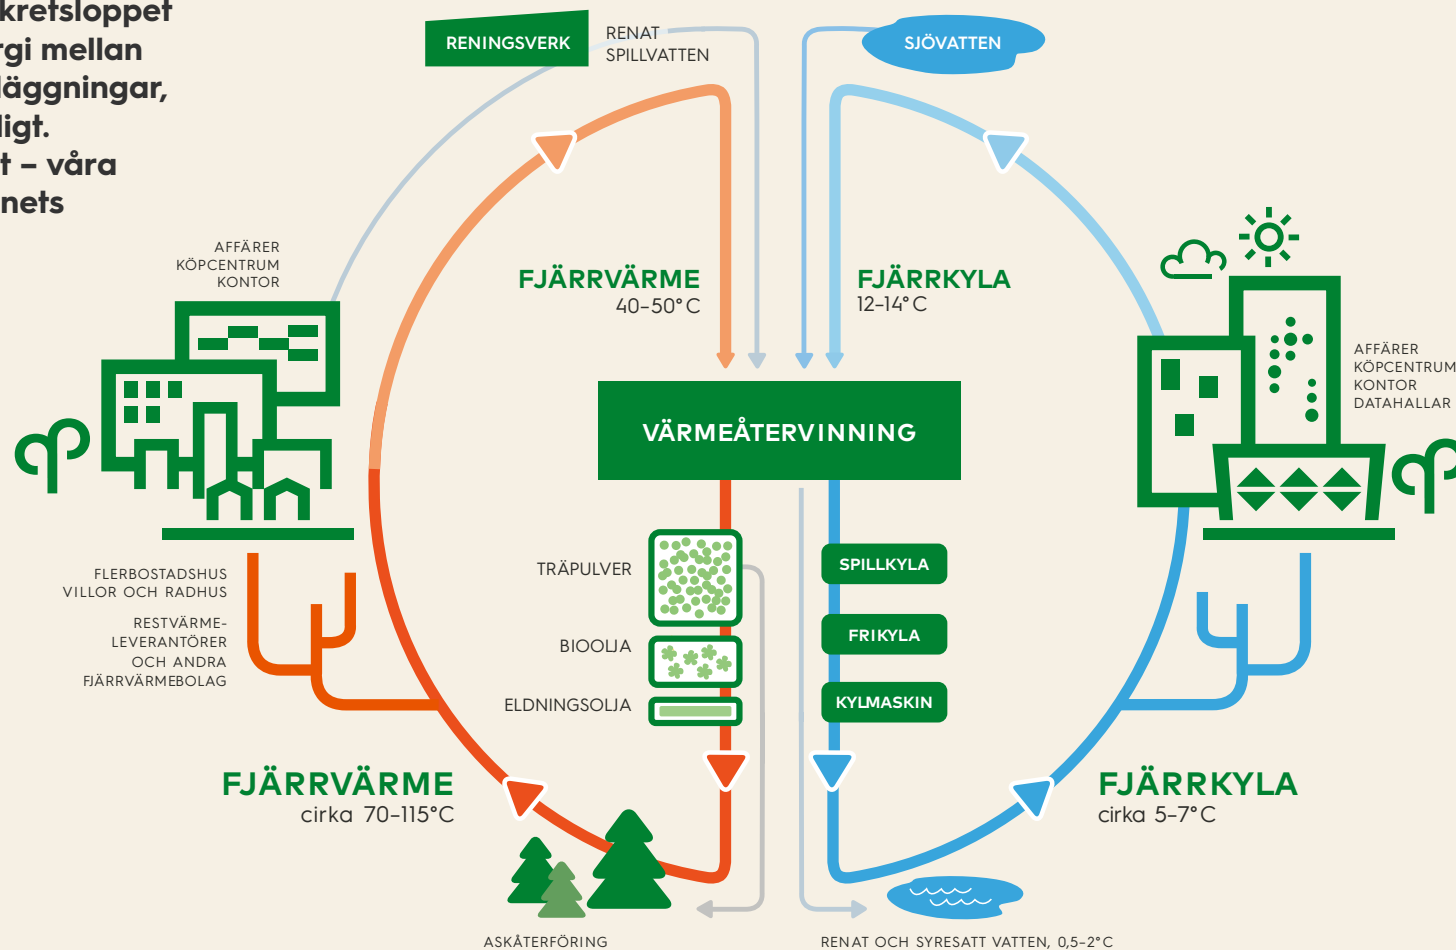 kretsloppet
rgi mellan
läggningar,
ligt.
t – våra
nets
RENINGSVERK
RENAT
SPILLVATTEN
SJÖVATTEN
AFFÄRER
KÖPCENTRUM
KONTOR
FJÄRRVÄRME
40–50°C
FJÄRRKYLA
12–14°C
AFFÄRER
KÖPCENTRUM
KONTOR
DATAHALLAR
VÄRMEÅTERVINNING
FLERBOSTADSHUS
VILLOR OCH RADHUS
RESTVÄRME-
LEVERANTÖRER
OCH ANDRA
FJÄRRVÄRMEBOLAG
TRÄPULVER
BIOOLJA
ELDNINGSOLJA
SPILLKYLA
FRIKYLA
KYLMASKIN
FJÄRRVÄRME
cirka 70–115°C
FJÄRRKYLA
cirka 5–7°C
ASKÅTERFÖRING
RENAT OCH SYRESATT VATTEN, 0,5–2°C